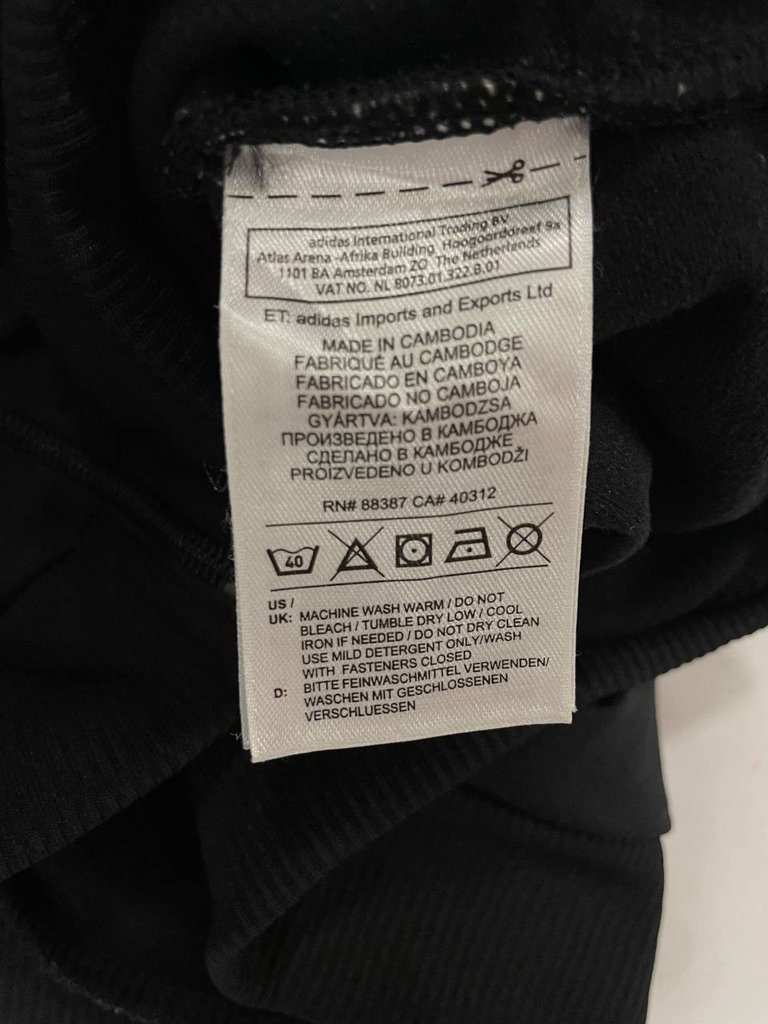 adidas International Trading BV
Atlas Arena -Afrika Building, Hoogoorddreef 9a
1101 BA Amsterdam ZO, The Netherlands
VAT NO. NL 8073.01.322.B.01
ET: adidas Imports and Exports Ltd
MADE IN CAMBODIA
FABRIQUÉ AU CAMBODGE
FABRICADO EN CAMBOYA
FABRICADO NO CAMBOJA
GYÁRTVA: KAMBODZSA
ПРОИЗВЕДЕНО В КАМБОДЖА
СДЕЛАНО В КАМБОДЖЕ
PROIZVEDENO U KOMBODŽI
RN# 88387 CA# 40312
40
US /
UK: MACHINE WASH WARM / DO NOT
BLEACH / TUMBLE DRY LOW / COOL
IRON IF NEEDED / DO NOT DRY CLEAN
USE MILD DETERGENT ONLY/WASH
WITH FASTENERS CLOSED
D: BITTE FEINWASCHMITTEL VERWENDEN/
WASCHEN MIT GESCHLOSSENEN
VERSCHLUESSEN